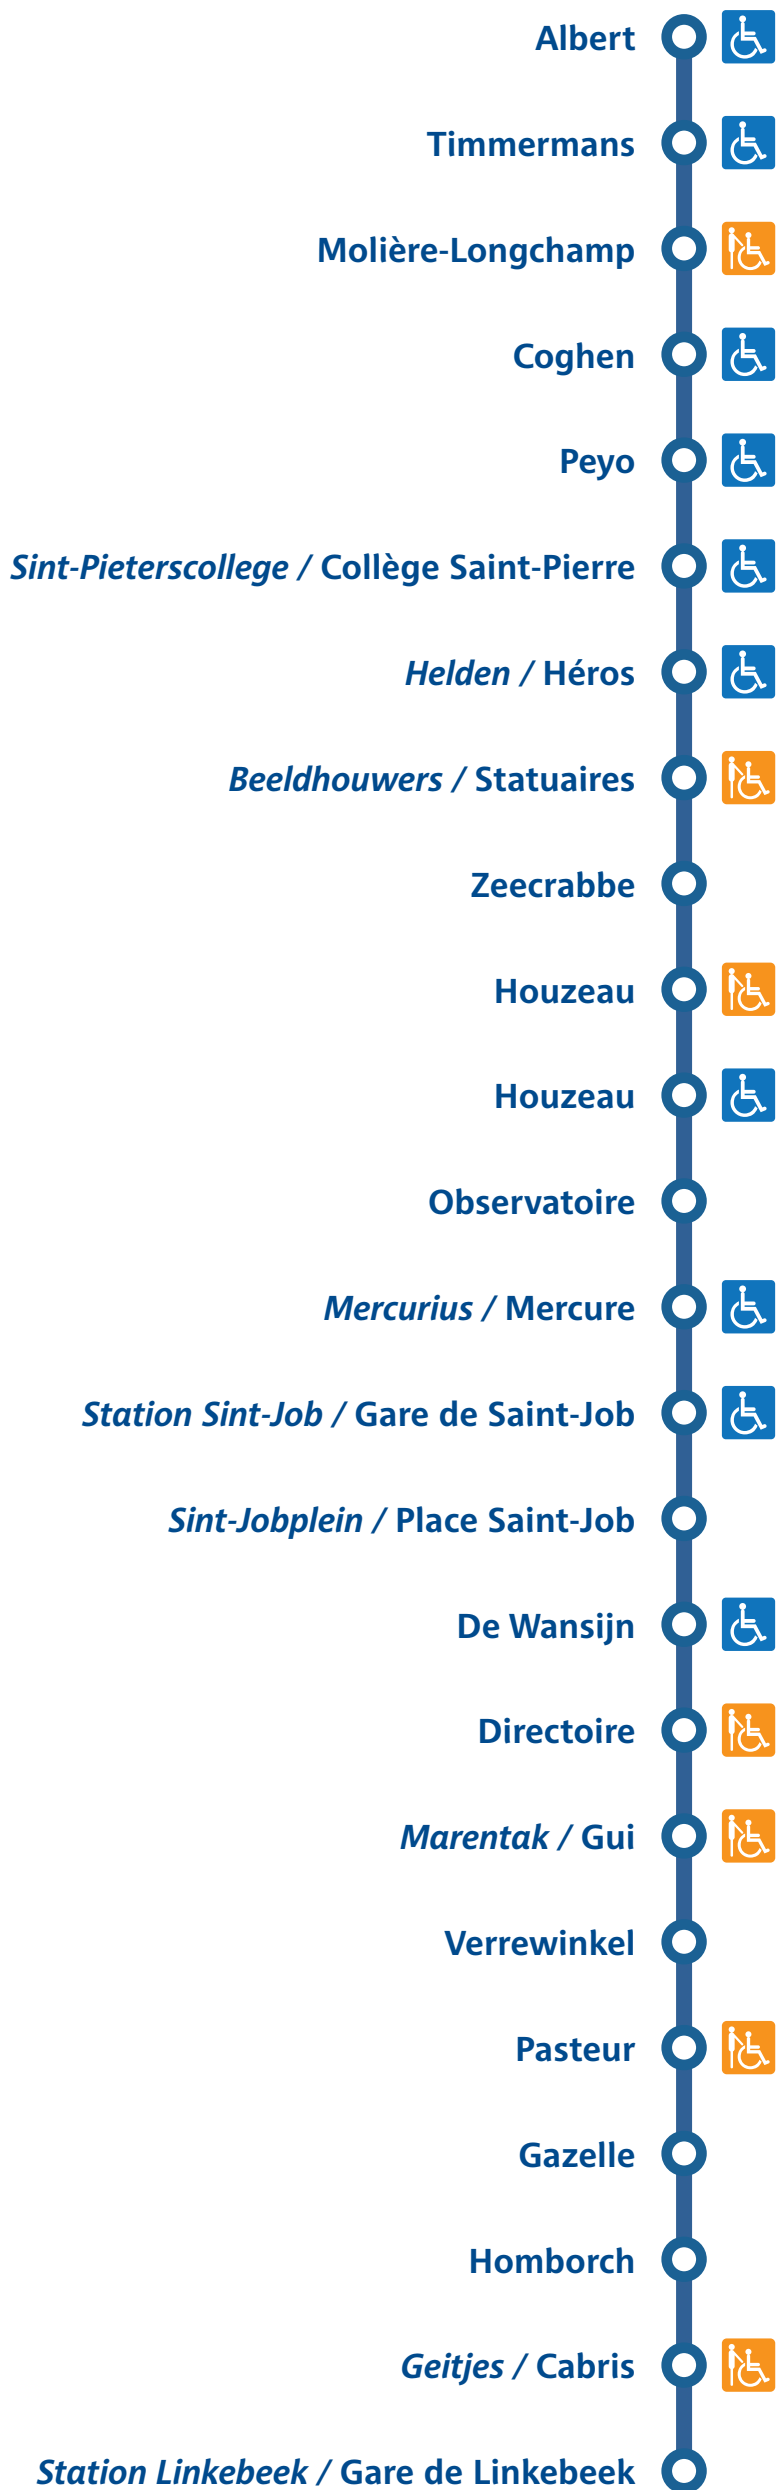 Albert
Timmermans
Molière-Longchamp
Coghen
Peyo
Sint-Pieterscollege / Collège Saint-Pierre
Helden / Héros
Beeldhouwers / Statuaires
Zeecrabbe
Houzeau
Houzeau
Observatoire
Mercurius / Mercure
Station Sint-Job / Gare de Saint-Job
Sint-Jobplein / Place Saint-Job
De Wansijn
Directoire
Marentak / Gui
Verrewinkel
Pasteur
Gazelle
Homborch
Geitjes / Cabris
Station Linkebeek / Gare de Linkebeek